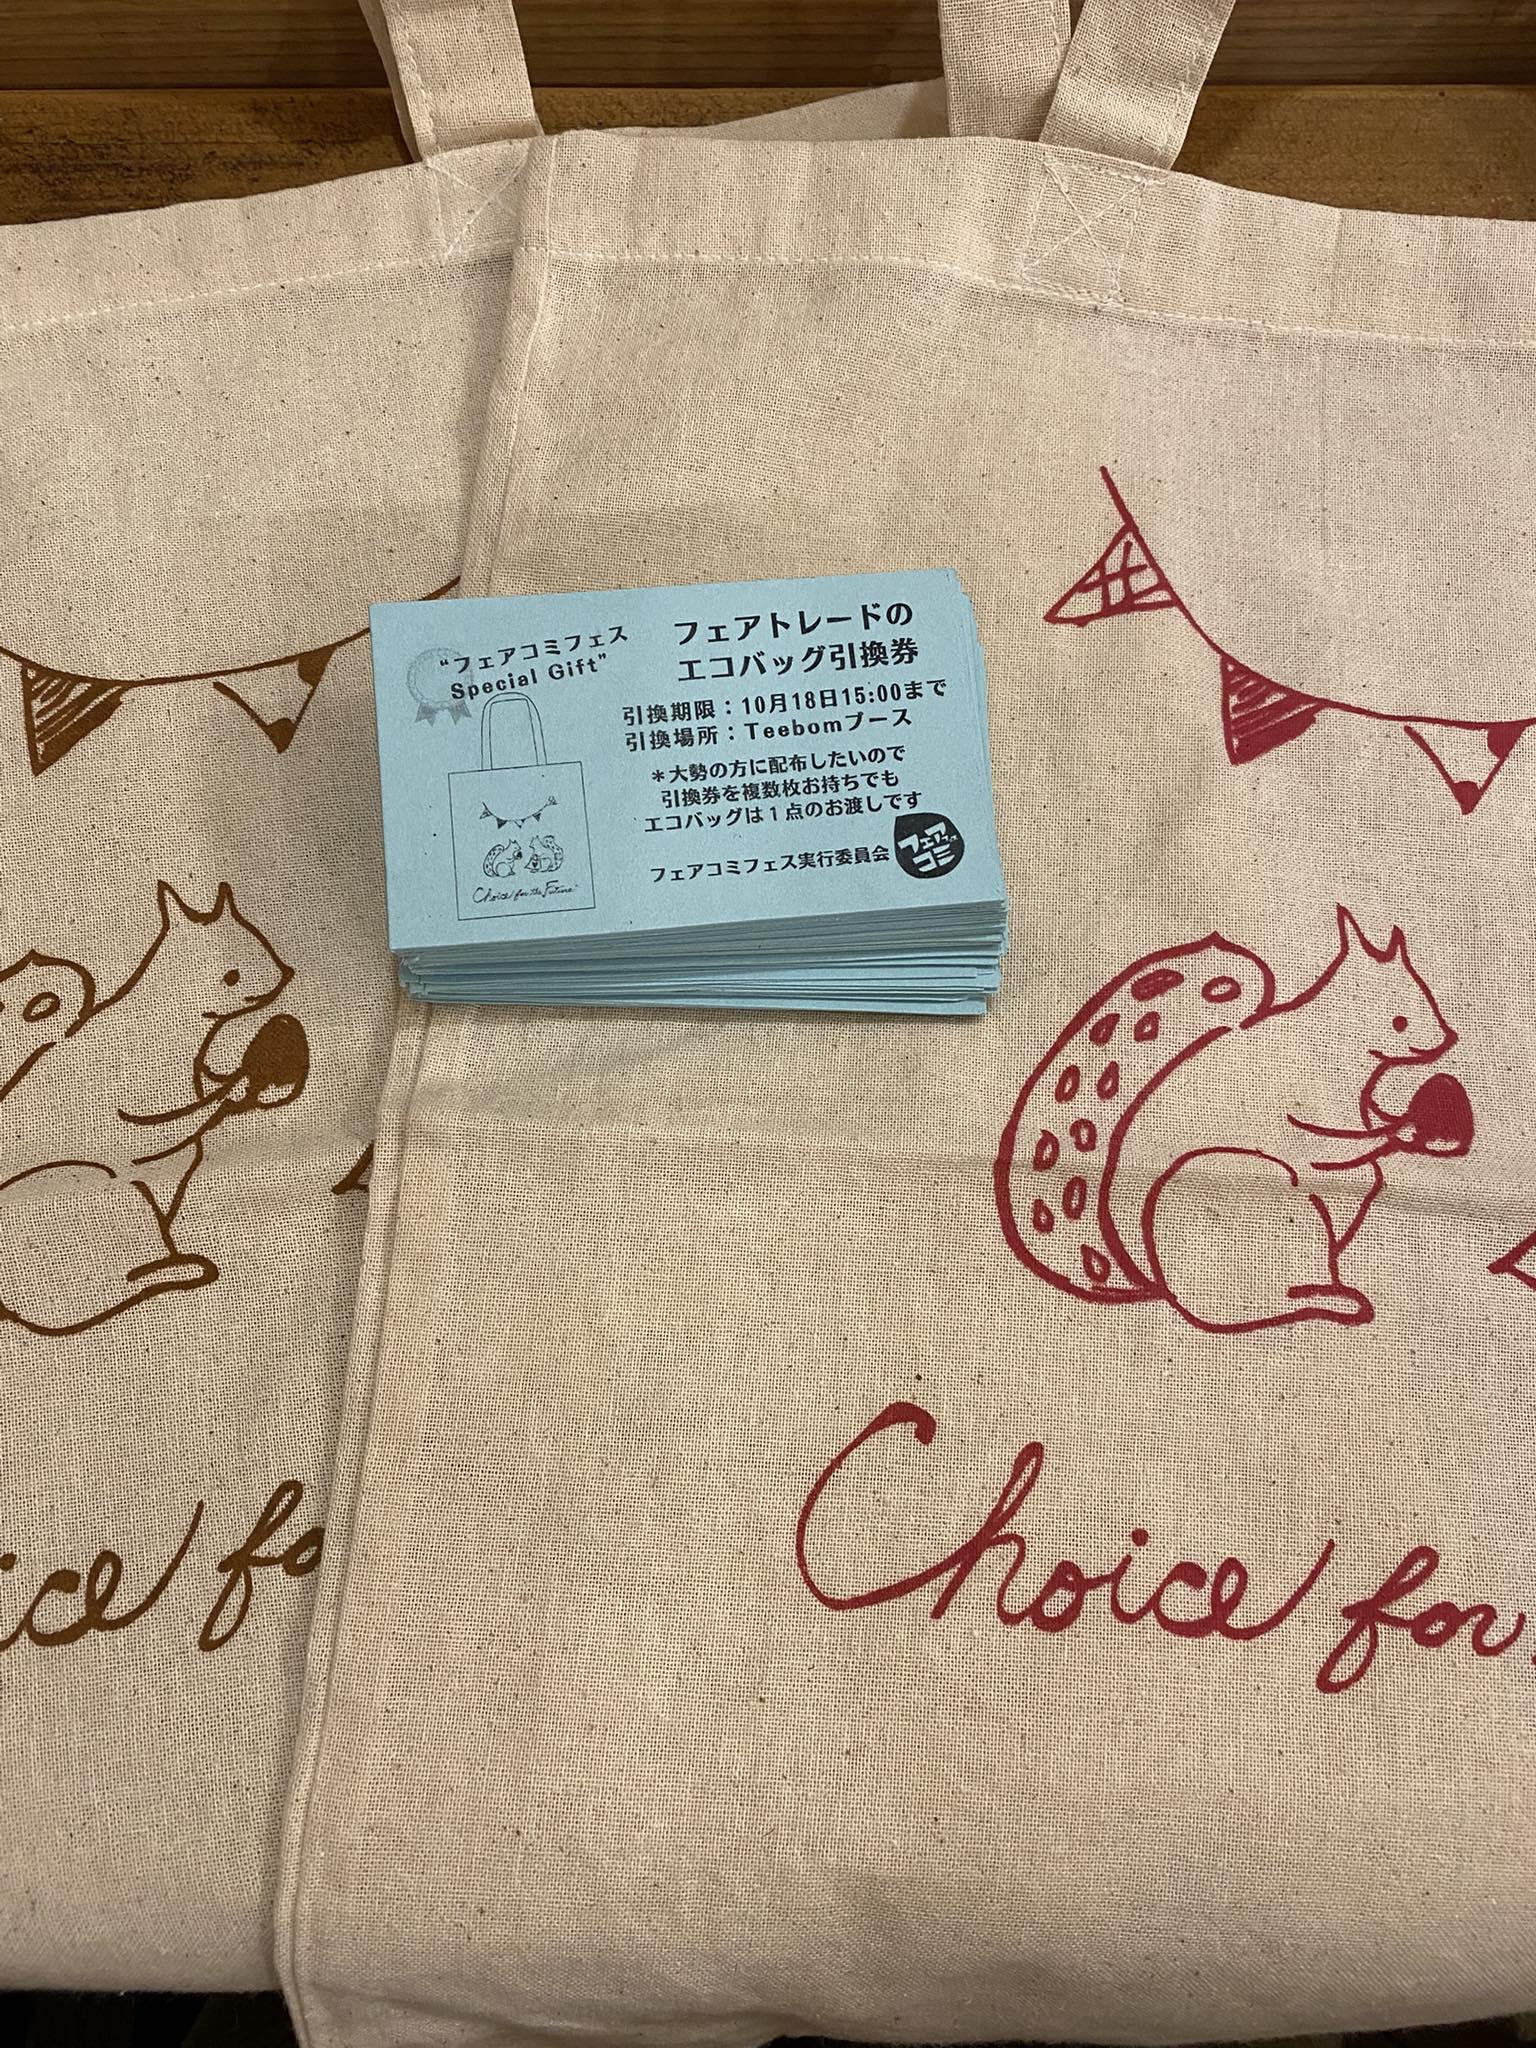 “フェアコミフェス
Special Gift”
フェアトレードの
エコバッグ引換券
引換期限：10月18日15:00まで
引換場所：Teebomブース
＊大勢の方に配布したいので
引換券を複数枚お持ちでも
エコバッグは１点のお渡しです
フェアコミフェス実行委員会
フェア
コミ
Choice for the Future
ice fo
Choice for